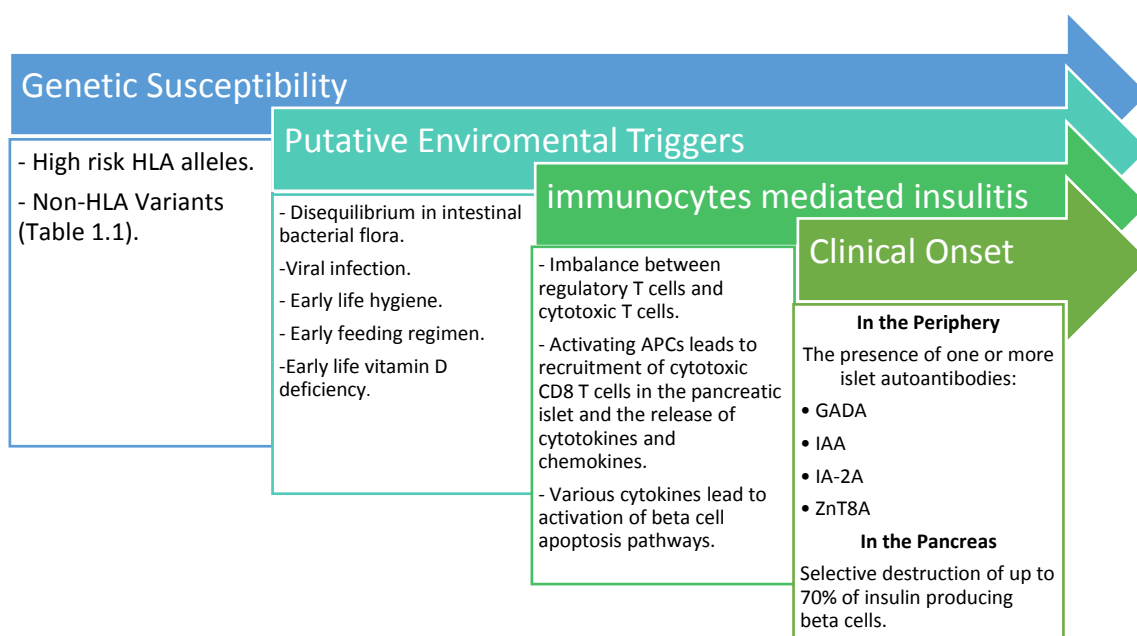 Genetic Susceptibility
- High risk HLA alleles.
- Non-HLA Variants
(Table 1.1).
Putative Enviromental Triggers
- Disequilibrium in intestinal
bacterial flora.
-Viral infection.
- Early life hygiene.
- Early feeding regimen.
-Early life vitamin D
deficiency.
immunocytes mediated insulitis
- Imbalance between
regulatory T cells and
cytotoxic T cells.
- Activating APCs leads to
recruitment of cytotoxic
CD8 T cells in the pancreatic
islet and the release of
cytotokines and
chemokines.
- Various cytokines lead to
activation of beta cell
apoptosis pathways.
Clinical Onset
In the Periphery
The presence of one or more
islet autoantibodies:
• GADA
• IAA
• IA-2A
• ZnT8A
In the Pancreas
Selective destruction of up to
70% of insulin producing
beta cells.